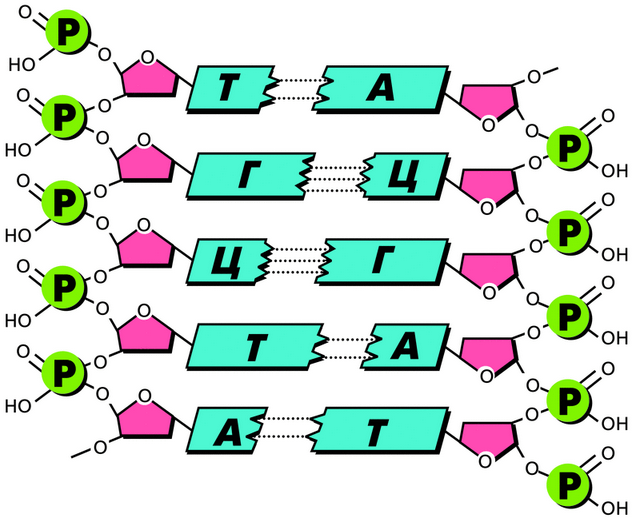 O P HO O O Т А O O
O P HO O O Г Ц O O P O OH
O P HO O O Ц Г O O P O OH
O P HO O O Т А O O P O OH
O P HO O O А Т O O P O OH
O O P O OH